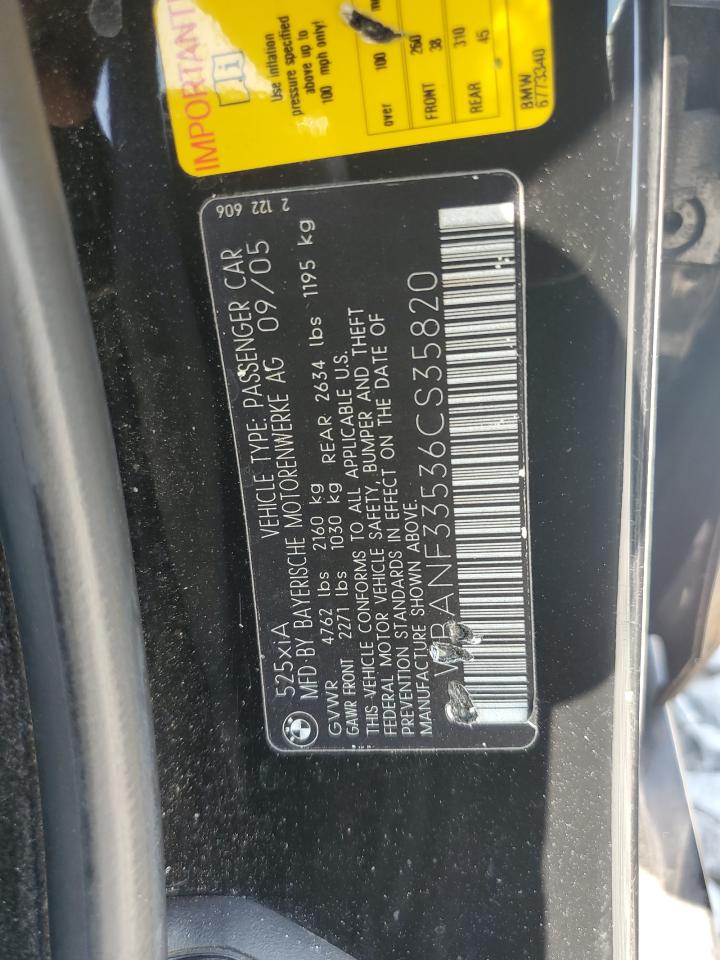 IMPORTANT
Use inflation
pressure specified
above up to
100 mph only!
over 100
FRONT 260 38
REAR 310 45
BMW
6773340
525xiA VEHICLE TYPE: PASSENGER CAR 2 122 606
MFD BY BAYERISCHE MOTORENWERKE AG 09/05
GVWR 4762 lbs 2160 kg
GAWR FRONT 2271 lbs 1030 kg REAR 2634 lbs 1195 kg
THIS VEHICLE CONFORMS TO ALL APPLICABLE U.S.
FEDERAL MOTOR VEHICLE SAFETY, BUMPER AND THEFT
PREVENTION STANDARDS IN EFFECT ON THE DATE OF
MANUFACTURE SHOWN ABOVE.
WBANF33536CS35820